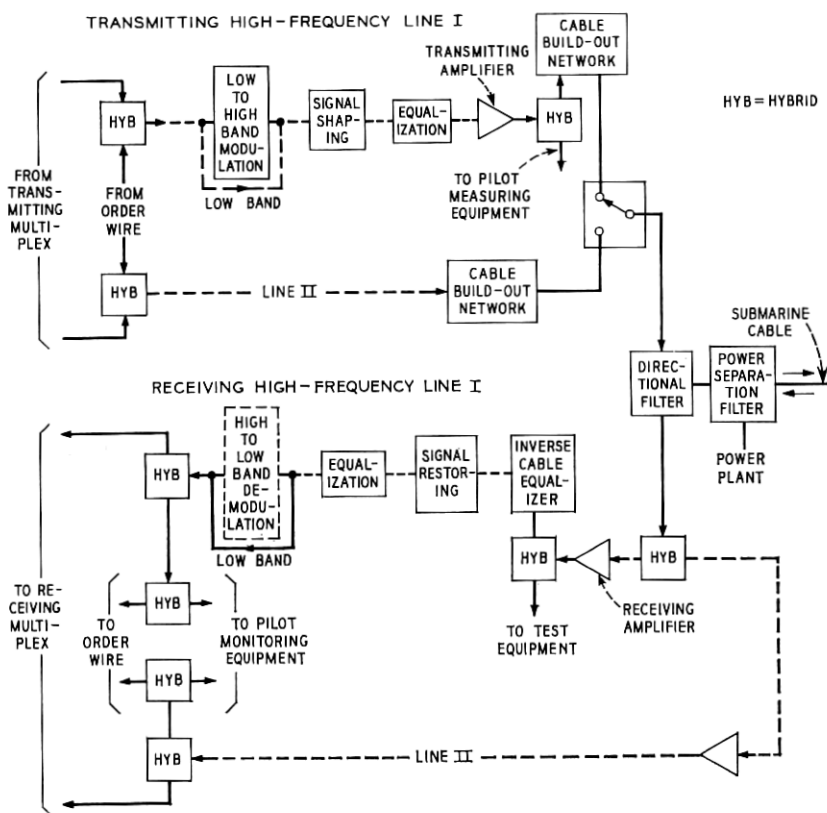 TRANSMITTING HIGH-FREQUENCY LINE I
CABLE
BUILD-OUT
NETWORK
TRANSMITTING
AMPLIFIER
LOW
TO
HIGH
BAND
MODULATION
SIGNAL
SHAP-
ING
EQUAL-
IZATION
HYB
HYB
HYB = HYBRID
LOW BAND
TO PILOT
MEASURING
EQUIPMENT
FROM
TRANS-
MITTING
MULTI-
PLEX
FROM
ORDER
WIRE
HYB
LINE II
CABLE
BUILD-OUT
NETWORK
SUBMARINE
CABLE
DIREC-
TIONAL
FILTER
POWER
SEPARA-
TION
FILTER
POWER
PLANT
RECEIVING HIGH-FREQUENCY LINE I
HIGH
TO
LOW
BAND
DE-
MODU-
LATION
EQUAL-
IZATION
SIGNAL
RESTOR-
ING
INVERSE
CABLE
EQUAL-
IZER
HYB
LOW BAND
HYB
HYB
RECEIVING
AMPLIFIER
TO TEST
EQUIPMENT
TO RE-
CEIVING
MULTI-
PLEX
TO
ORDER
WIRE
HYB
TO PILOT
MONITORING
EQUIPMENT
HYB
HYB
LINE II